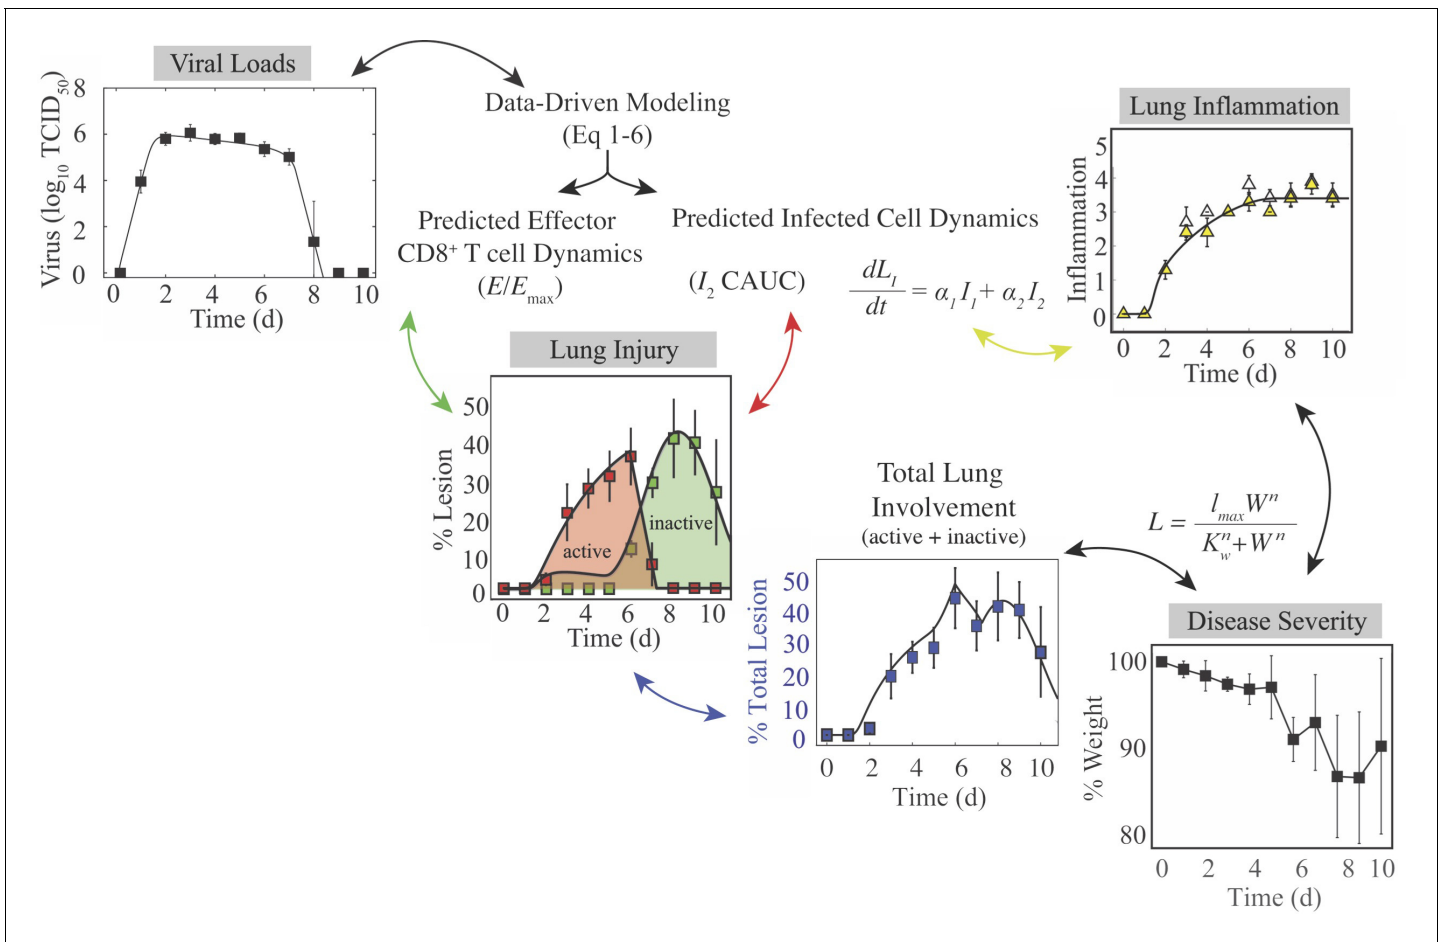 Viral Loads
Virus (log10 TCID50)
8
6
4
2
0
0 2 4 6 8 10
Time (d)
Data-Driven Modeling
(Eq 1-6)
Predicted Effector
CD8+ T cell Dynamics
(E/Emax)
Predicted Infected Cell Dynamics
(I2 CAUC)
dLI/dt = α1I1 + α2I2
Lung Inflammation
Inflammation
5
4
3
2
1
0
0 2 4 6 8 10
Time (d)
Lung Injury
% Lesion
50
40
30
20
10
0
active
inactive
0 2 4 6 8 10
Time (d)
Total Lung
Involvement
(active + inactive)
% Total Lesion
50
40
30
20
10
0
0 2 4 6 8 10
Time (d)
L = lmaxW^n / (Kw^n + W^n)
Disease Severity
% Weight
100
90
80
0 2 4 6 8 10
Time (d)